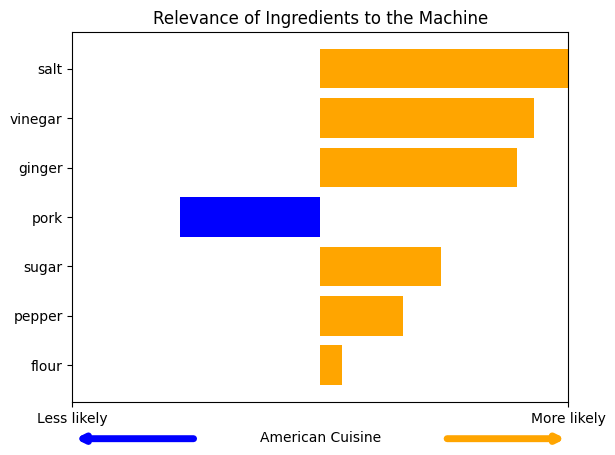 Relevance of Ingredients to the Machine
salt
vinegar
ginger
pork
sugar
pepper
flour
Less likely
More likely
American Cuisine